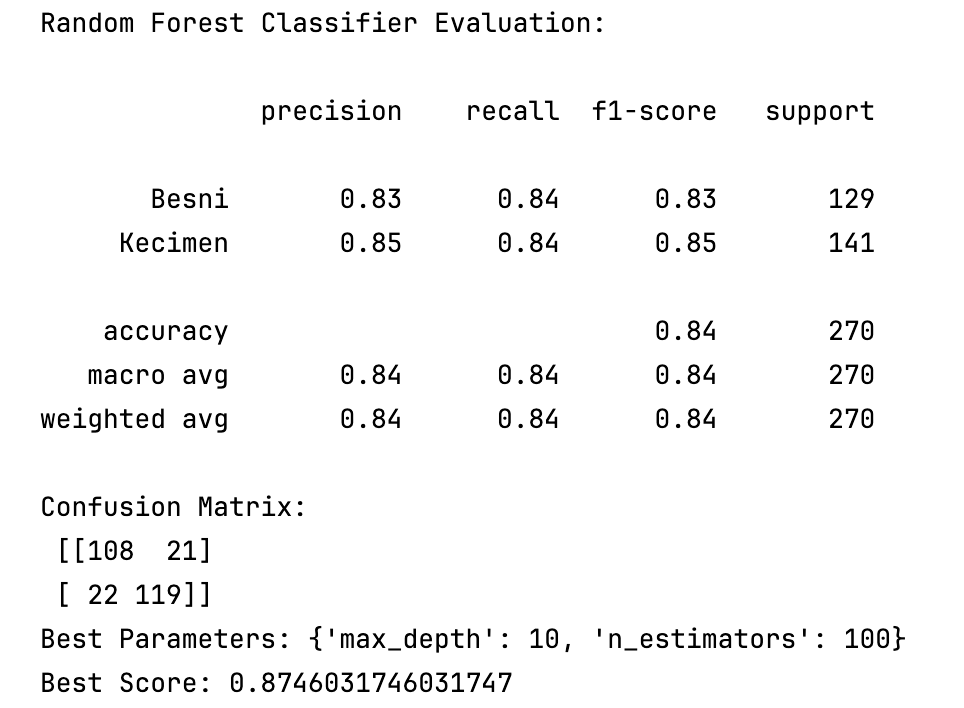 Random Forest Classifier Evaluation:
precision recall f1-score support
Besni 0.83 0.84 0.83 129
Kecimen 0.85 0.84 0.85 141
accuracy 0.84 270
macro avg 0.84 0.84 0.84 270
weighted avg 0.84 0.84 0.84 270
Confusion Matrix:
[[108 21]
[ 22 119]]
Best Parameters: {'max_depth': 10, 'n_estimators': 100}
Best Score: 0.8746031746031747